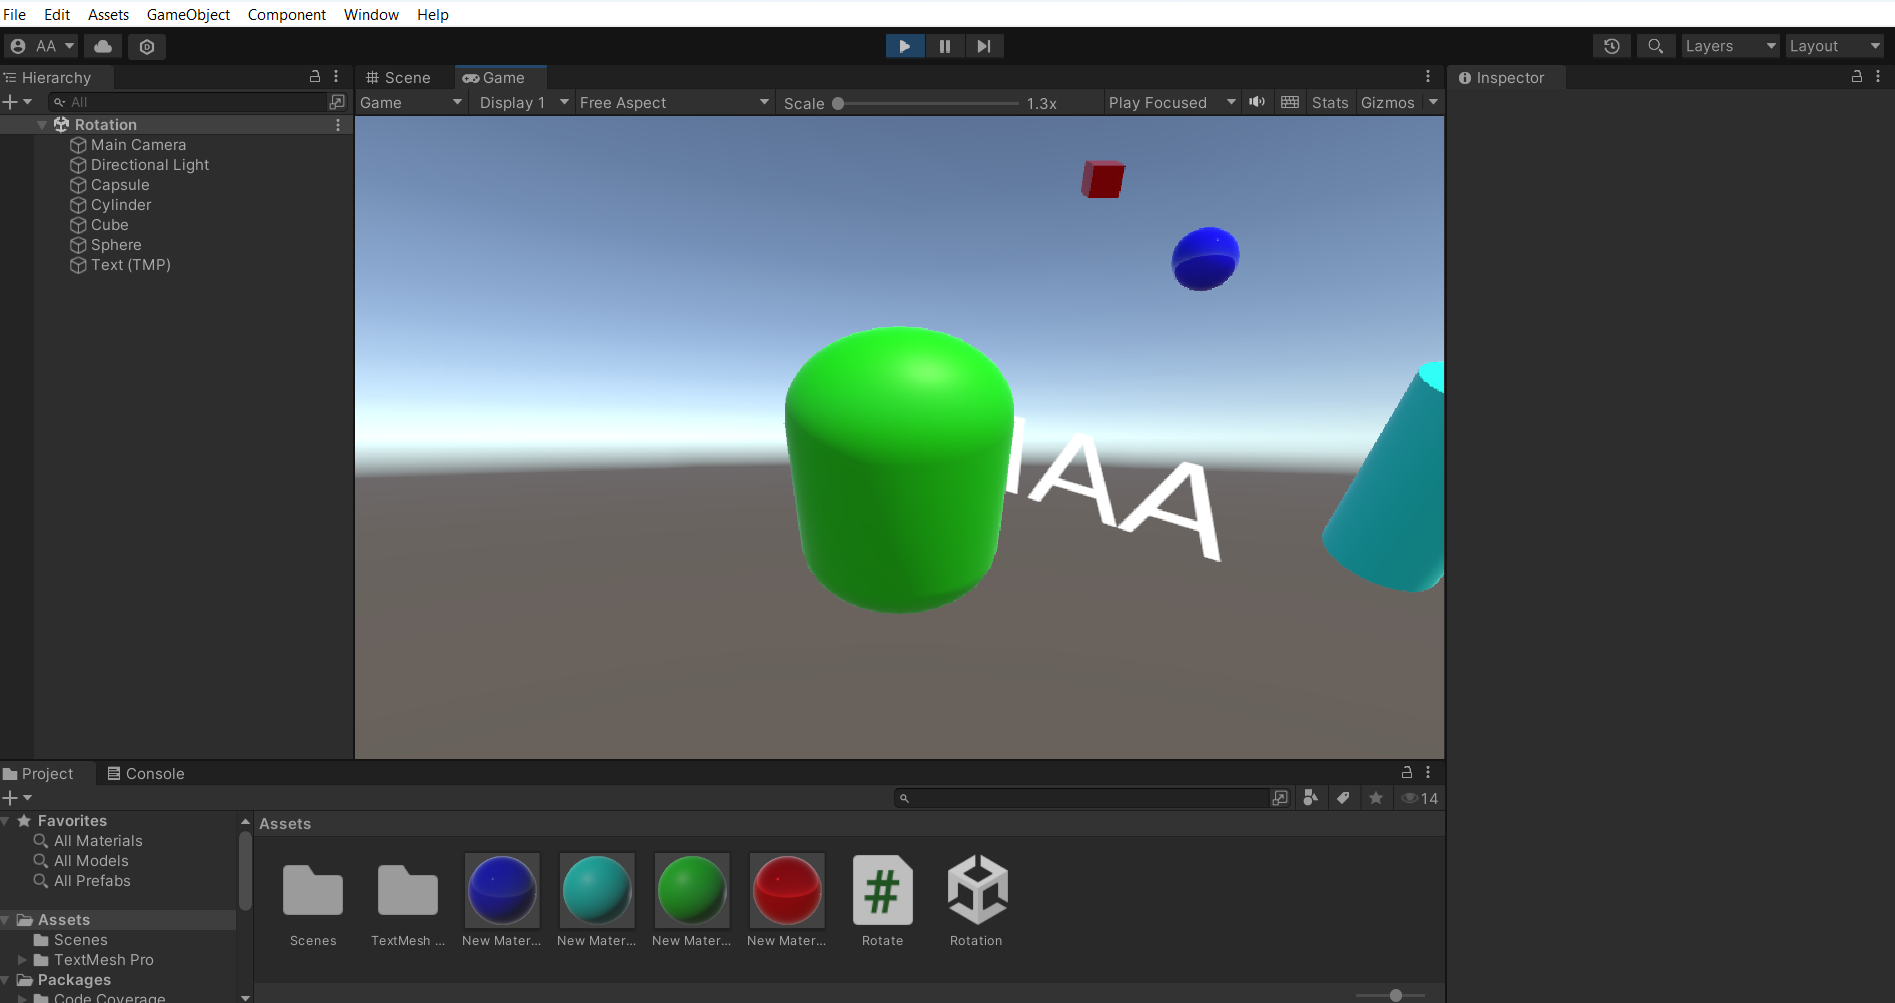 File Edit Assets GameObject Component Window Help
AA
Layers
Layout
Hierarchy
All
Rotation
Main Camera
Directional Light
Capsule
Cylinder
Cube
Sphere
Text (TMP)
Scene Game
Game Display 1 Free Aspect Scale 1.3x Play Focused Stats Gizmos
IAA
Inspector
Project Console
14
Favorites
All Materials
All Models
All Prefabs
Assets
Scenes
TextMesh Pro
Packages
Code Coverage
Assets
Scenes TextMesh ... New Mater... New Mater... New Mater... New Mater... Rotate Rotation
#